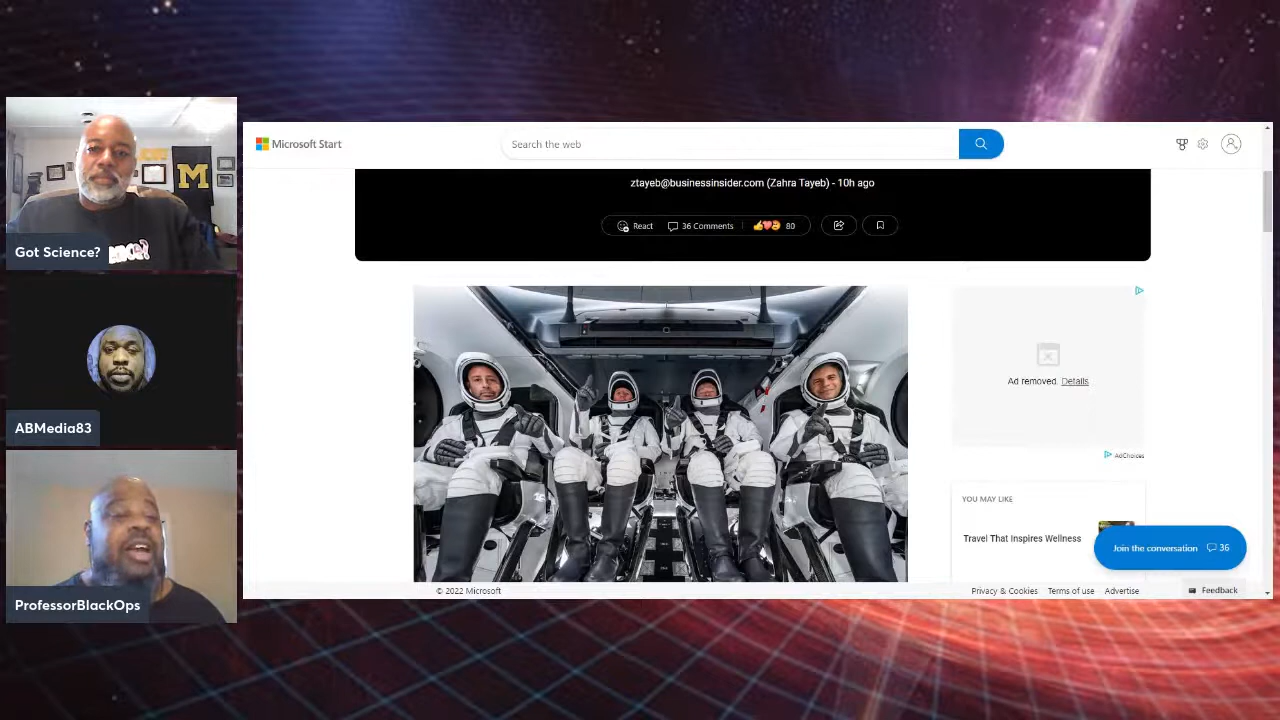 Microsoft Start
Search the web
ztayeb@businessinsider.com (Zahra Tayeb) - 10h ago
React
36 Comments
80
M
Got Science?
ABMedia83
ProfessorBlackOps
Ad removed. Details
AdChoices
YOU MAY LIKE
Travel That Inspires Wellness
Join the conversation
36
© 2022 Microsoft
Privacy & Cookies
Terms of use
Advertise
Feedback